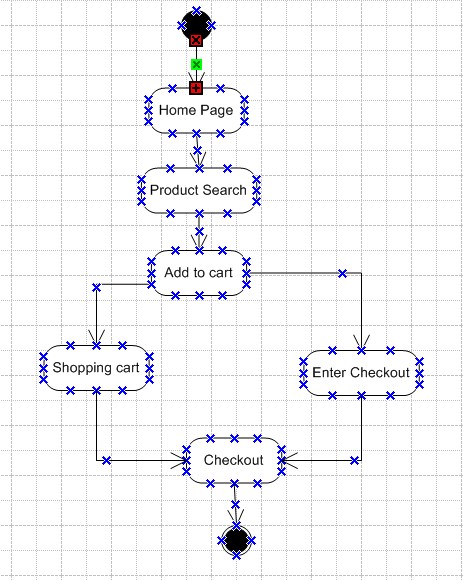 Home Page
Product Search
Add to cart
Shopping cart
Enter Checkout
Checkout